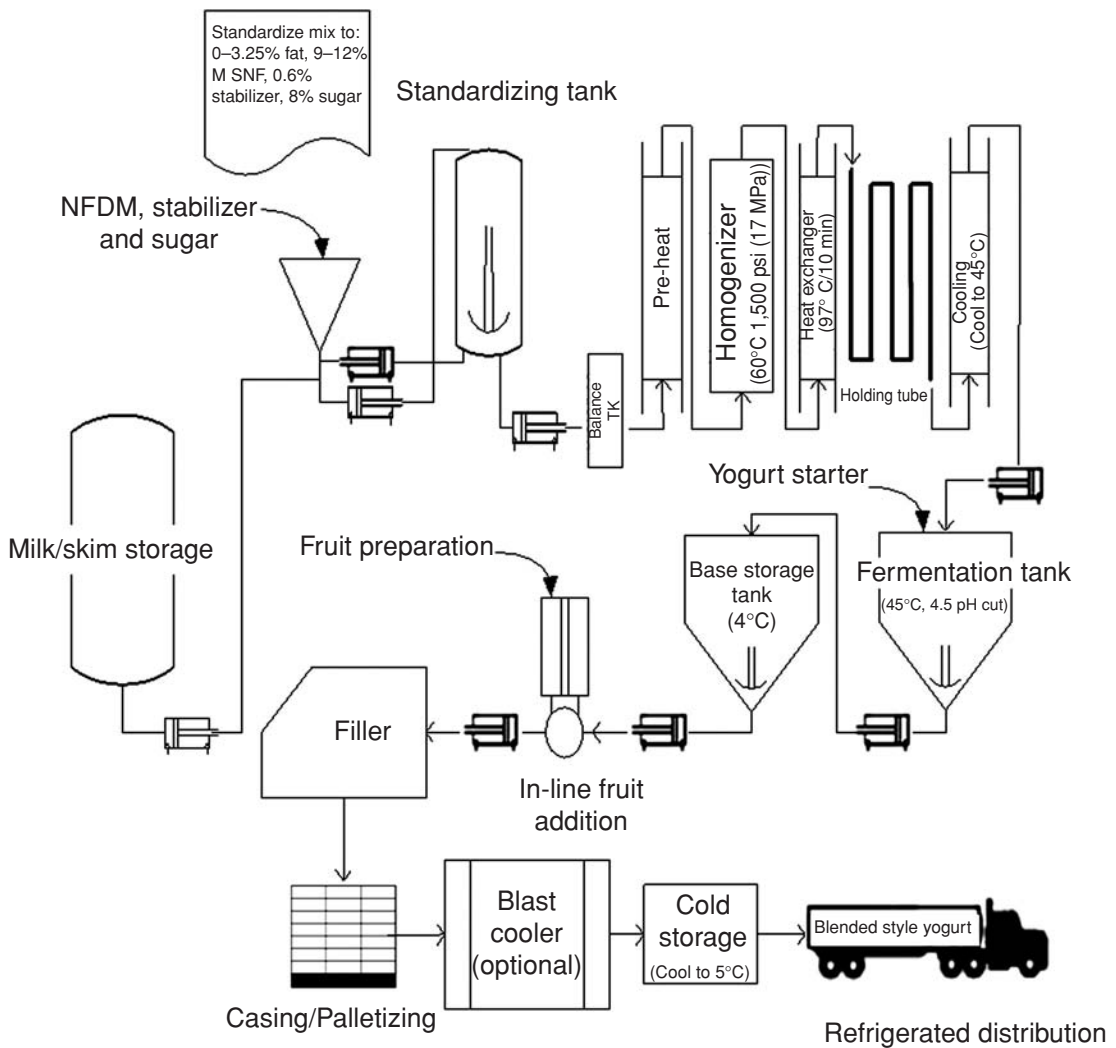 Standardize mix to:
0–3.25% fat, 9–12%
M SNF, 0.6%
stabilizer, 8% sugar
Standardizing tank
NFDM, stabilizer
and sugar
Pre-heat
Homogenizer
(60°C 1,500 psi (17 MPa))
Heat exchanger
(97° C/10 min)
Holding tube
Cooling
(Cool to 45°C)
Balance
TK
Milk/skim storage
Yogurt starter
Fermentation tank
(45°C, 4.5 pH cut)
Base storage
tank
(4°C)
Fruit preparation
In-line fruit
addition
Filler
Casing/Palletizing
Blast
cooler
(optional)
Cold
storage
(Cool to 5°C)
Blended style yogurt
Refrigerated distribution